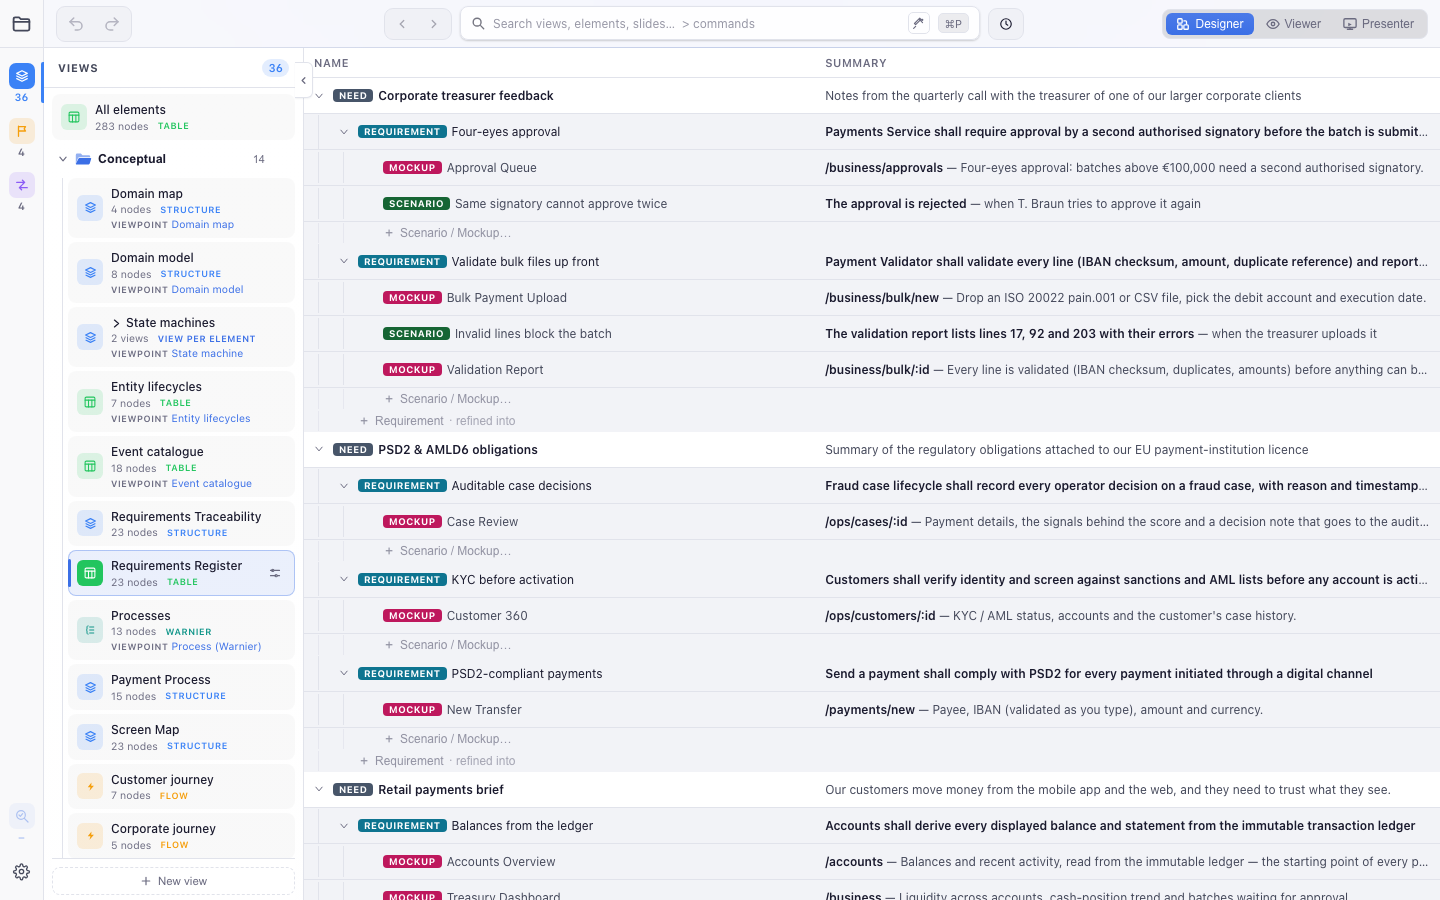 Search views, elements, slides... > commands
⌘P
Designer
Viewer
Presenter
36
4
4
–
VIEWS
36
All elements
283 nodes TABLE
Conceptual
14
Domain map
4 nodes STRUCTURE
VIEWPOINT Domain map
Domain model
8 nodes STRUCTURE
VIEWPOINT Domain model
State machines
2 views VIEW PER ELEMENT
VIEWPOINT State machine
Entity lifecycles
7 nodes TABLE
VIEWPOINT Entity lifecycles
Event catalogue
18 nodes TABLE
VIEWPOINT Event catalogue
Requirements Traceability
23 nodes STRUCTURE
Requirements Register
23 nodes TABLE
Processes
13 nodes WARNIER
VIEWPOINT Process (Warnier)
Payment Process
15 nodes STRUCTURE
Screen Map
23 nodes STRUCTURE
Customer journey
7 nodes FLOW
Corporate journey
5 nodes FLOW
+ New view
NAME SUMMARY
NEED Corporate treasurer feedback Notes from the quarterly call with the treasurer of one of our larger corporate clients
REQUIREMENT Four-eyes approval Payments Service shall require approval by a second authorised signatory before the batch is submit...
MOCKUP Approval Queue /business/approvals — Four-eyes approval: batches above €100,000 need a second authorised signatory.
SCENARIO Same signatory cannot approve twice The approval is rejected — when T. Braun tries to approve it again
+ Scenario / Mockup...
REQUIREMENT Validate bulk files up front Payment Validator shall validate every line (IBAN checksum, amount, duplicate reference) and report...
MOCKUP Bulk Payment Upload /business/bulk/new — Drop an ISO 20022 pain.001 or CSV file, pick the debit account and execution date.
SCENARIO Invalid lines block the batch The validation report lists lines 17, 92 and 203 with their errors — when the treasurer uploads it
MOCKUP Validation Report /business/bulk/:id — Every line is validated (IBAN checksum, duplicates, amounts) before anything can b...
+ Scenario / Mockup...
+ Requirement · refined into
NEED PSD2 & AMLD6 obligations Summary of the regulatory obligations attached to our EU payment-institution licence
REQUIREMENT Auditable case decisions Fraud case lifecycle shall record every operator decision on a fraud case, with reason and timestamp...
MOCKUP Case Review /ops/cases/:id — Payment details, the signals behind the score and a decision note that goes to the audit...
+ Scenario / Mockup...
REQUIREMENT KYC before activation Customers shall verify identity and screen against sanctions and AML lists before any account is acti...
MOCKUP Customer 360 /ops/customers/:id — KYC / AML status, accounts and the customer's case history.
+ Scenario / Mockup...
REQUIREMENT PSD2-compliant payments Send a payment shall comply with PSD2 for every payment initiated through a digital channel
MOCKUP New Transfer /payments/new — Payee, IBAN (validated as you type), amount and currency.
+ Scenario / Mockup...
+ Requirement · refined into
NEED Retail payments brief Our customers move money from the mobile app and the web, and they need to trust what they see.
REQUIREMENT Balances from the ledger Accounts shall derive every displayed balance and statement from the immutable transaction ledger
MOCKUP Accounts Overview /accounts — Balances and recent activity, read from the immutable ledger — the starting point of every p...
MOCKUP Treasury Dashboard /business — Liquidity across accounts, cash-position trend and batches waiting for approval